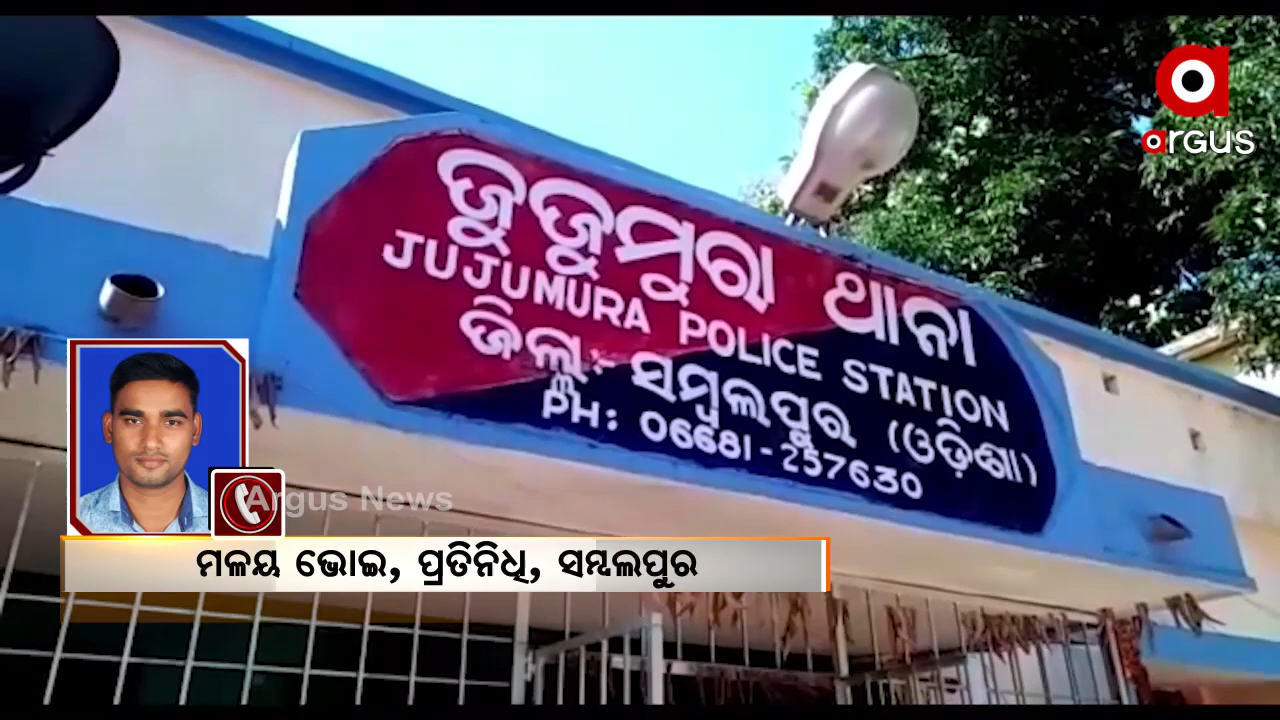 argus
ଜୁଜୁମୁରା ଥାନା
JUJUMURA POLICE STATION
ଜିଲ୍ଲା:- ସମ୍ବଲପୁର (ଓଡ଼ିଶା)
PH: 06681-257630
Argus News
ମଳୟ ଭୋଇ, ପ୍ରତିନିଧି, ସମ୍ବଲପୁର